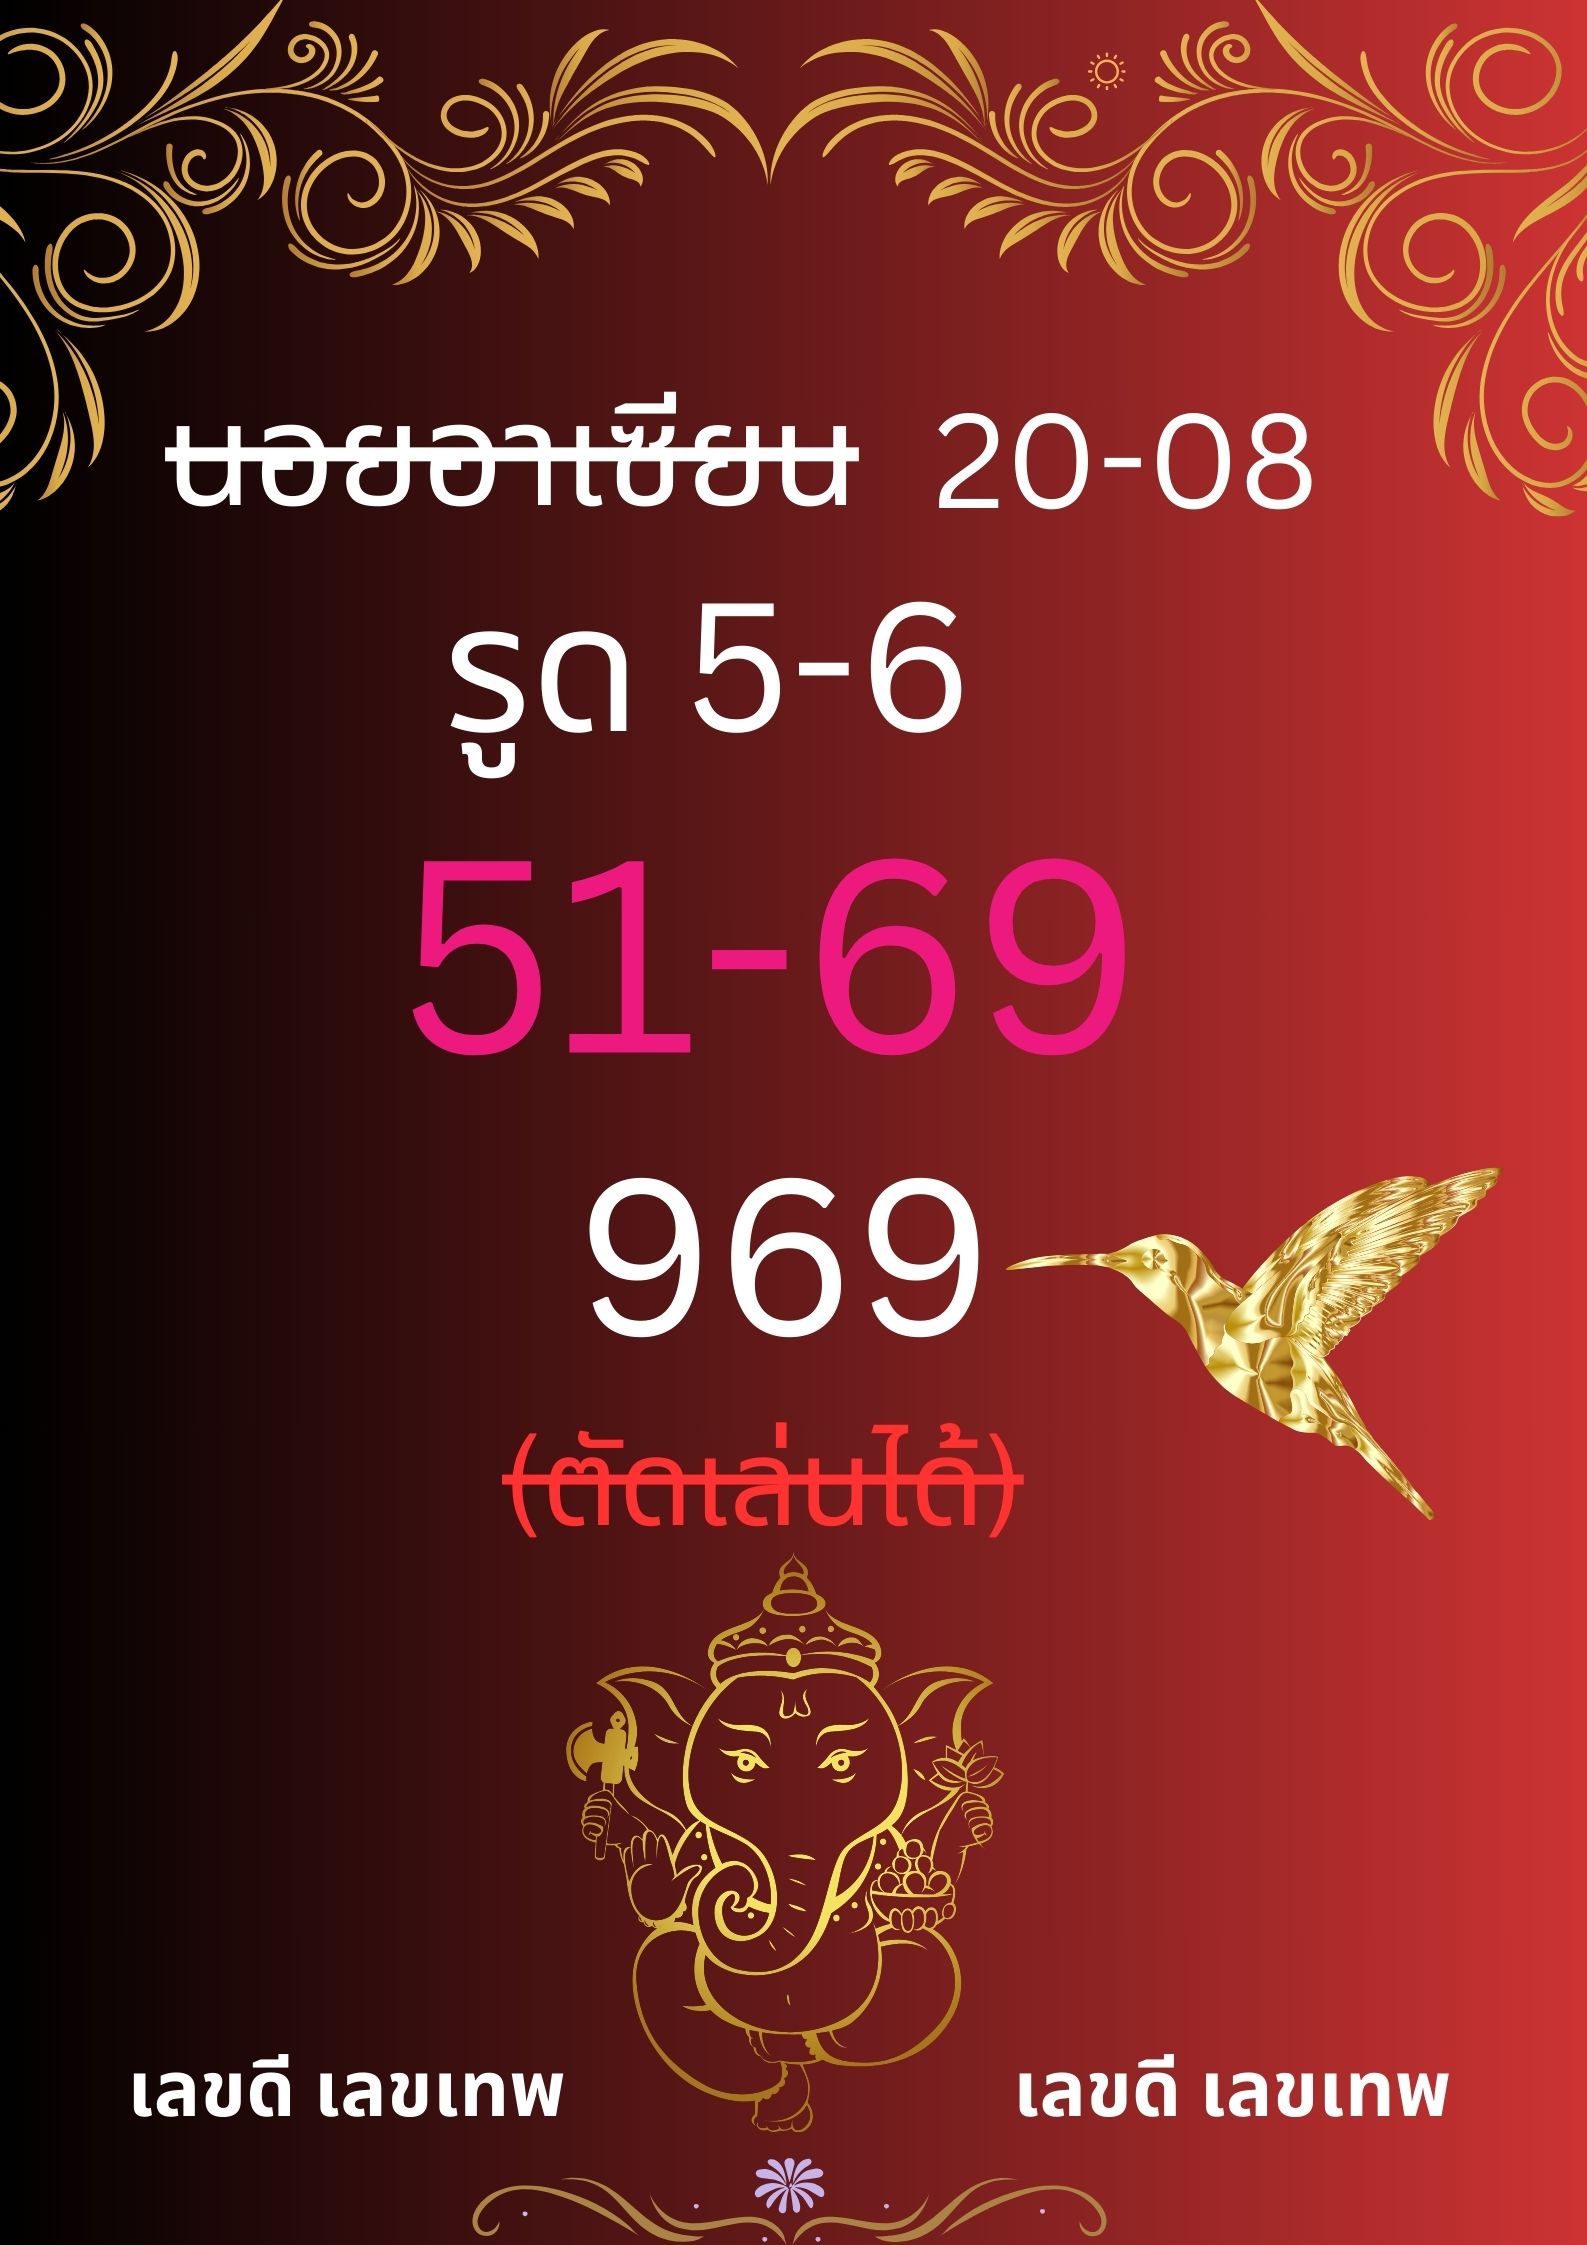 นอยอาเซียน 20-08
รูด 5-6
51-69
969
(ตัดเล่นได้)
เลขดี เลขเทพ
เลขดี เลขเทพ